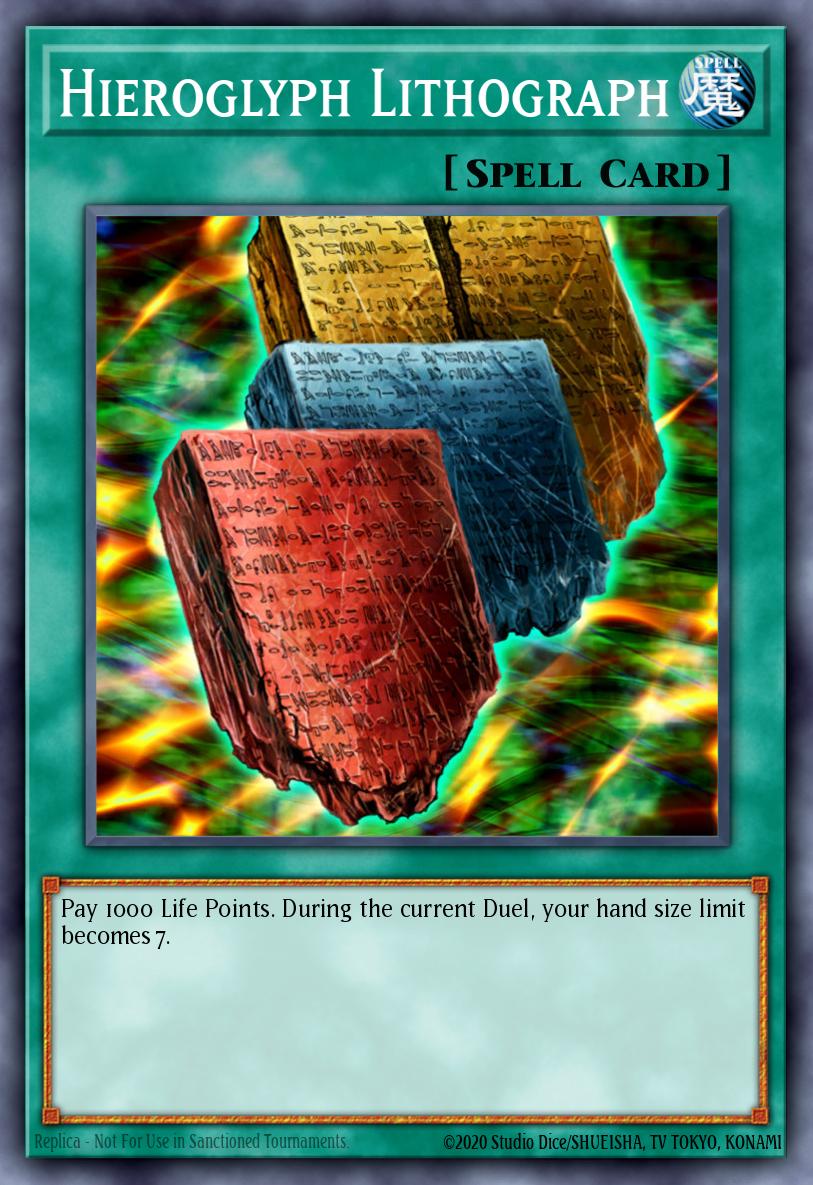 Hieroglyph Lithograph
SPELL
魔
[Spell Card]
Pay 1000 Life Points. During the current Duel, your hand size limit
becomes 7.
Replica - Not For Use in Sanctioned Tournaments.
©2020 Studio Dice/SHUEISHA, TV TOKYO, KONAMI